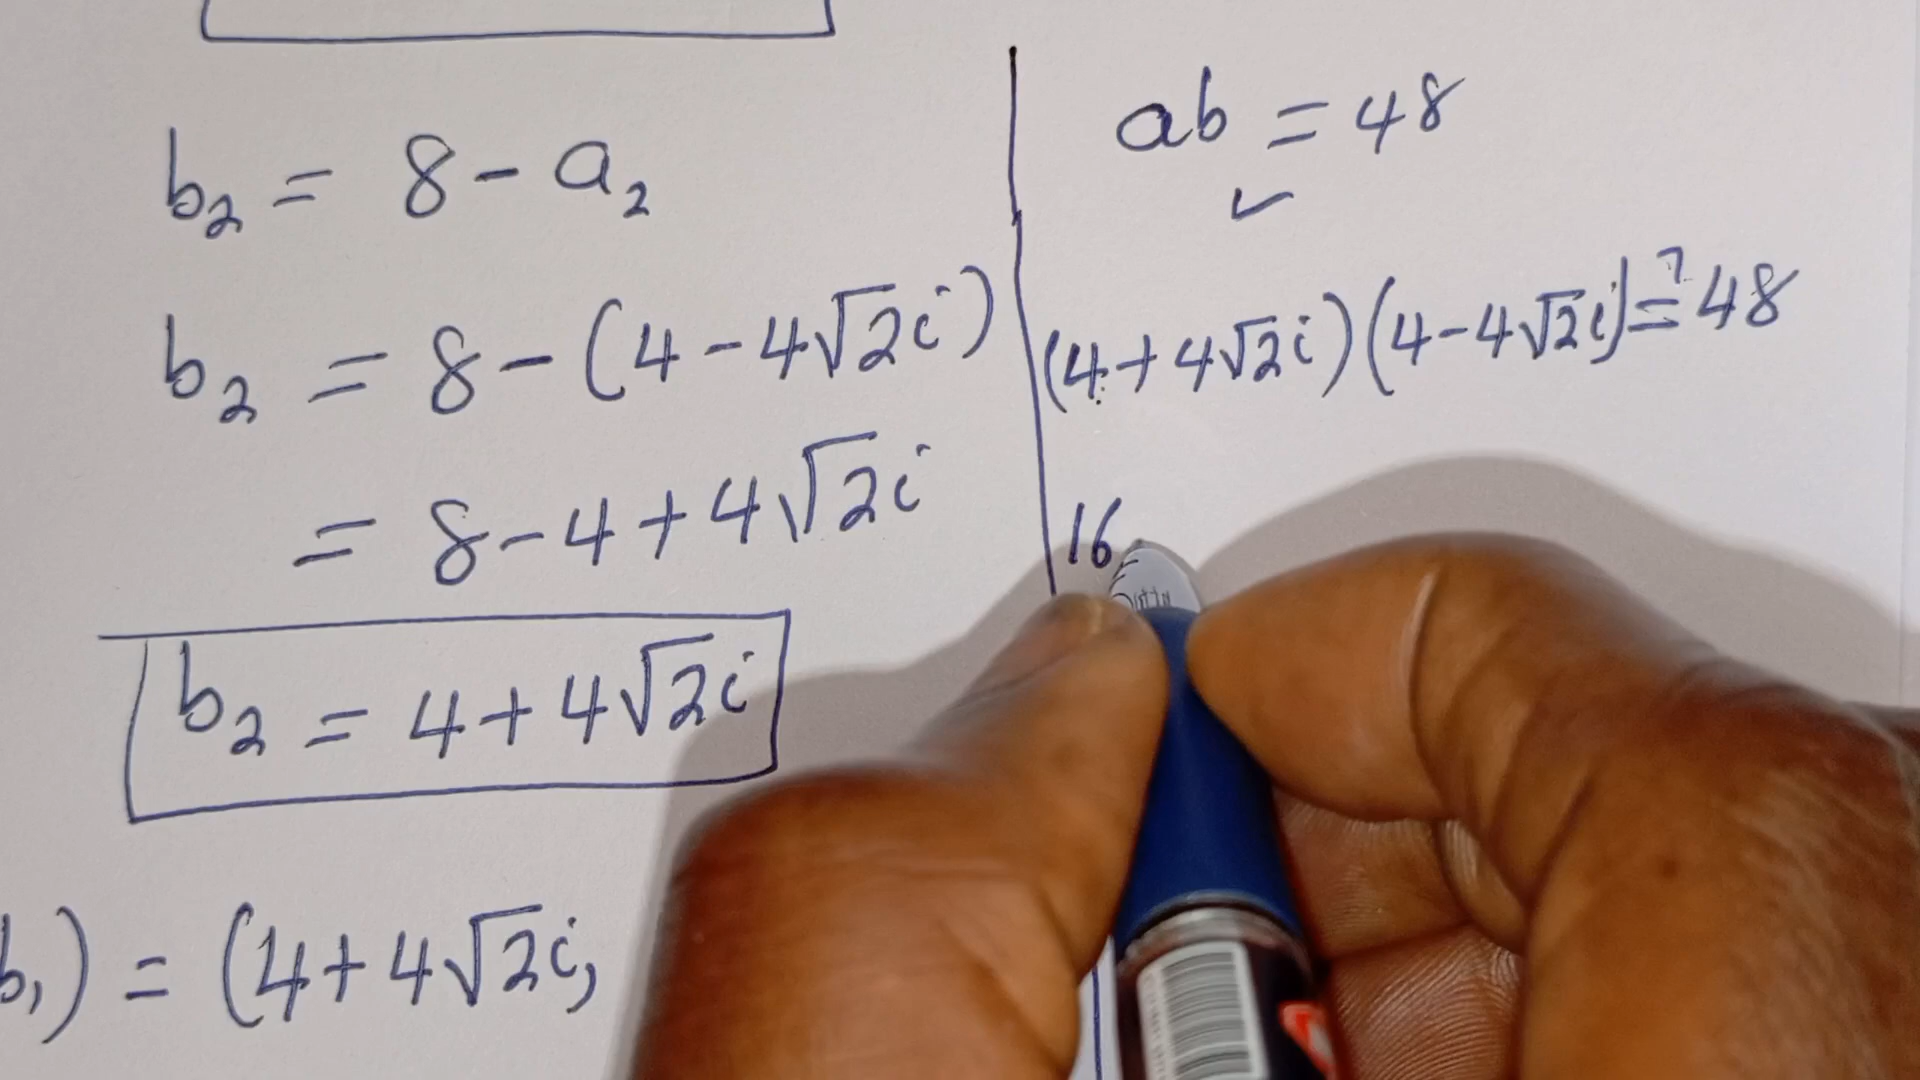 b₂ = 8 - a₂
b₂ = 8 - (4 - 4√2i)
= 8 - 4 + 4√2i
b₂ = 4 + 4√2i
b₁) = (4 + 4√2i,
ab = 48
✓
(4 + 4√2i)(4 - 4√2i) ≟ 48
16